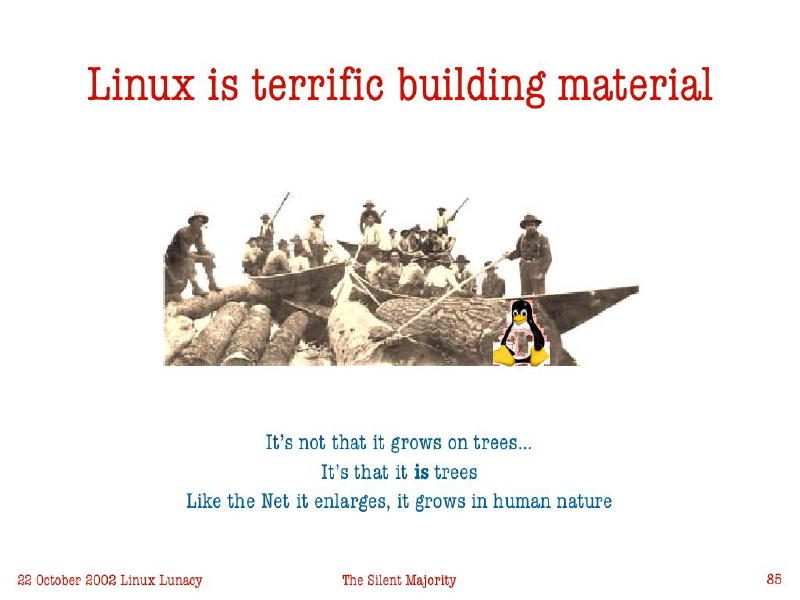 Linux is terrific building material
It's not that it grows on trees...
It's that it is trees
Like the Net it enlarges, it grows in human nature
22 October 2002 Linux Lunacy
The Silent Majority
85